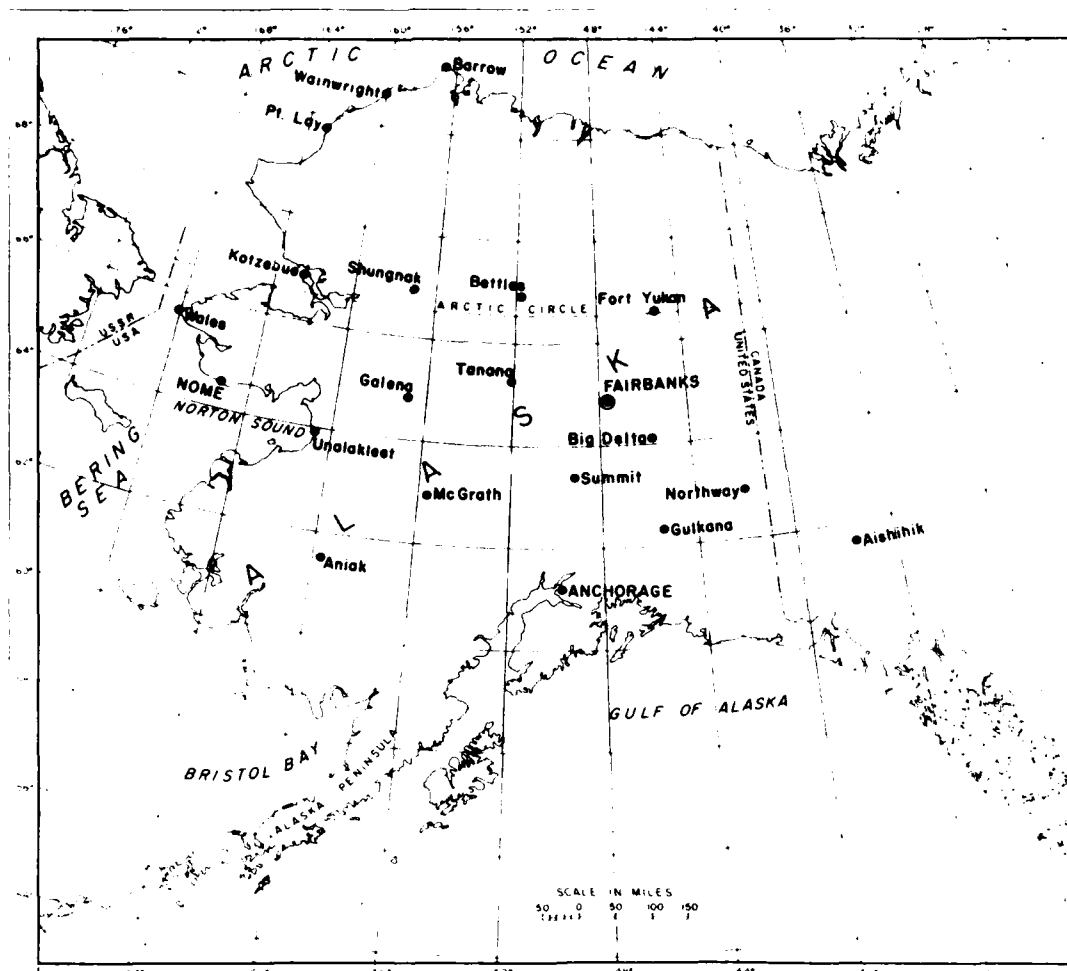 ARCTIC OCEAN
Barrow
Wainwright
Pt. Lay
Kotzebue
Shungnak
Bettles
ARCTIC CIRCLE
Fort Yukon
Wales
USSR
USA
CANADA
UNITED STATES
Tanana
Galena
FAIRBANKS
NOME
NORTON SOUND
Unalakleet
Big Delta
BERING
SEA
Summit
McGrath
Northway
Gulkana
Aishihik
Aniak
ALASKA
ANCHORAGE
GULF OF ALASKA
BRISTOL BAY
ALASKA PENINSULA
SCALE IN MILES
50 0 50 100 150